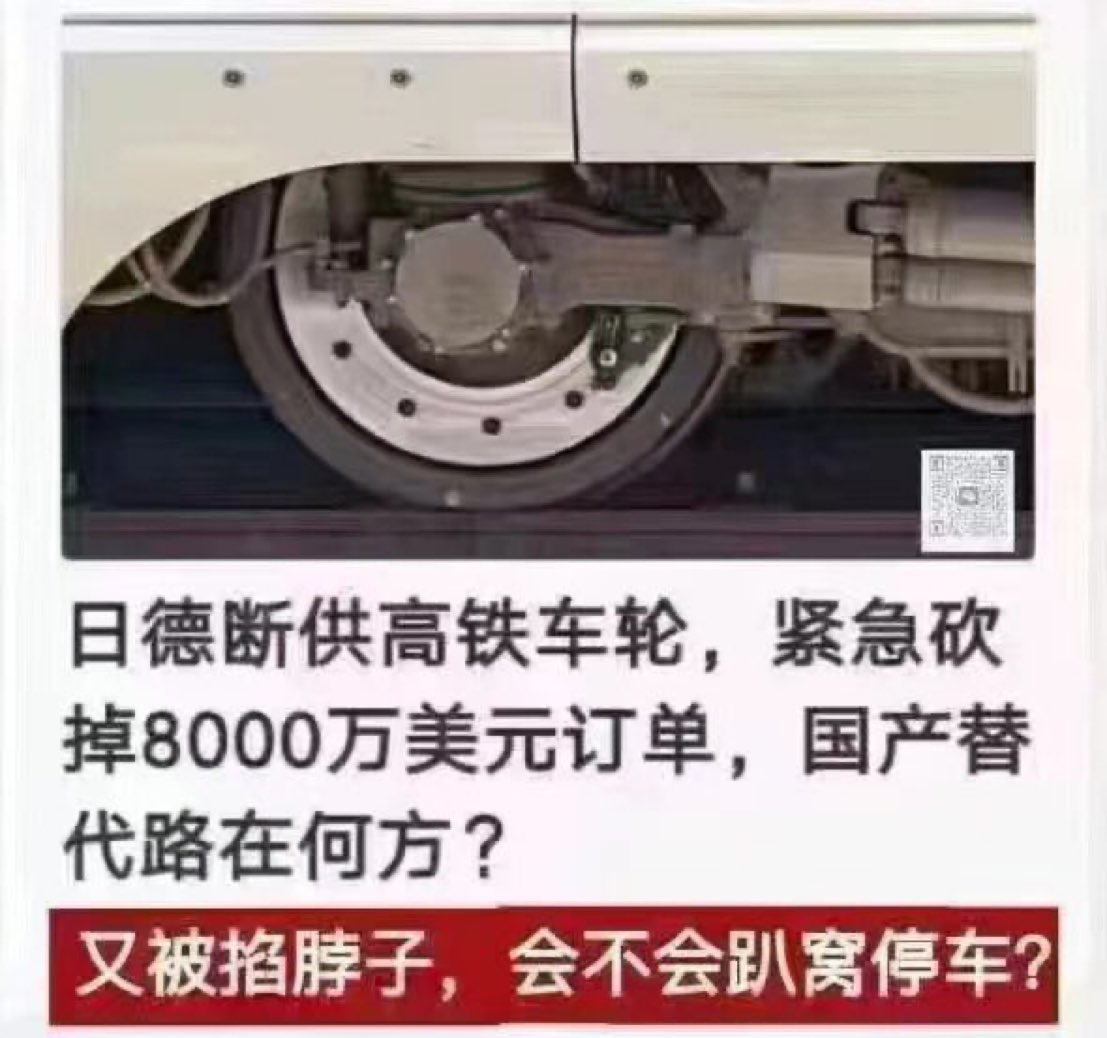 日德断供高铁车轮，紧急砍
掉8000万美元订单，国产替
代路在何方？
又被掐脖子，会不会趴窝停车？